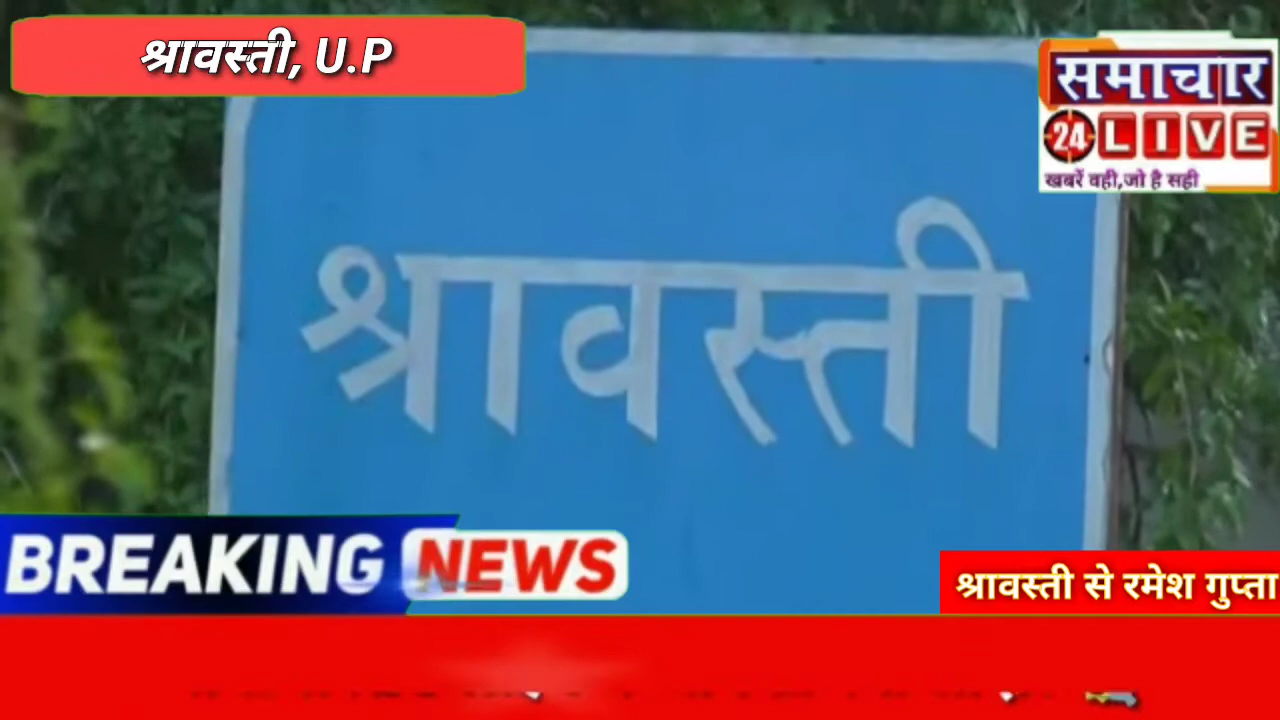 श्रावस्ती, U.P
समाचार
24 LIVE
खबरें वही,जो है सही
श्रावस्ती
BREAKING NEWS
श्रावस्ती से रमेश गुप्ता